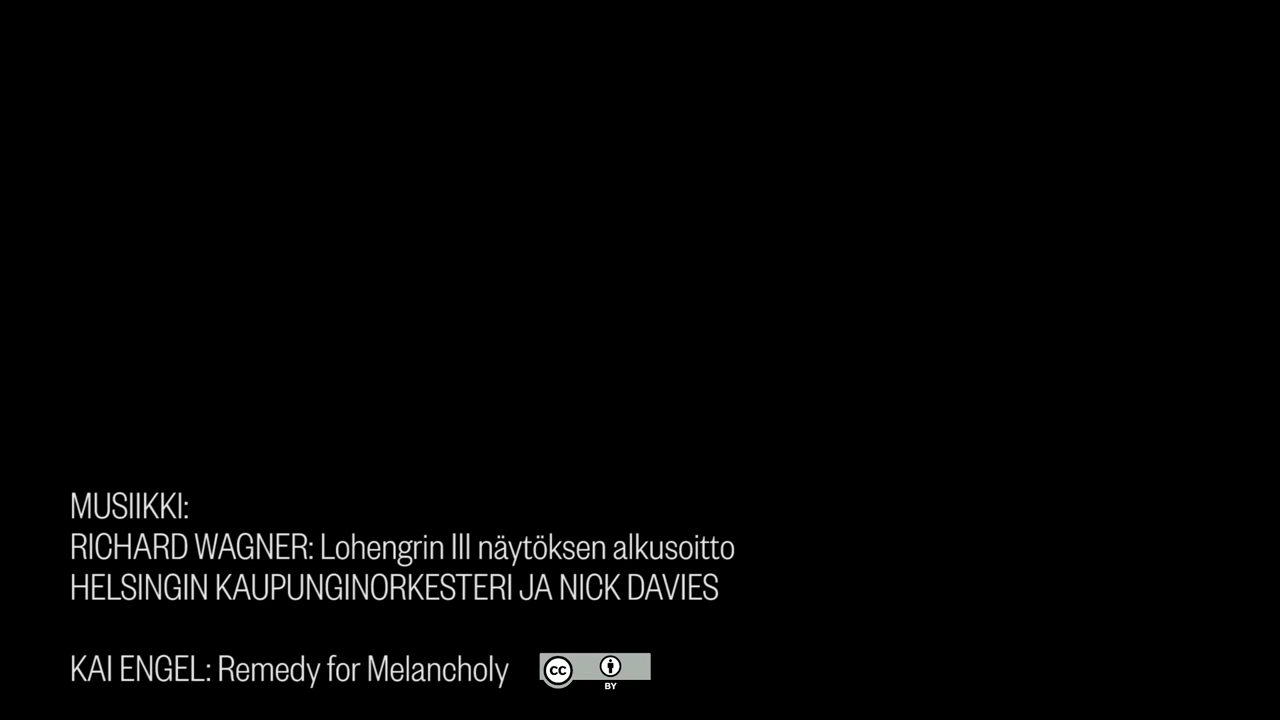 MUSIIKKI:
RICHARD WAGNER: Lohengrin III näytöksen alkusoitto
HELSINGIN KAUPUNGINORKESTERI JA NICK DAVIES
KAI ENGEL: Remedy for Melancholy CC BY